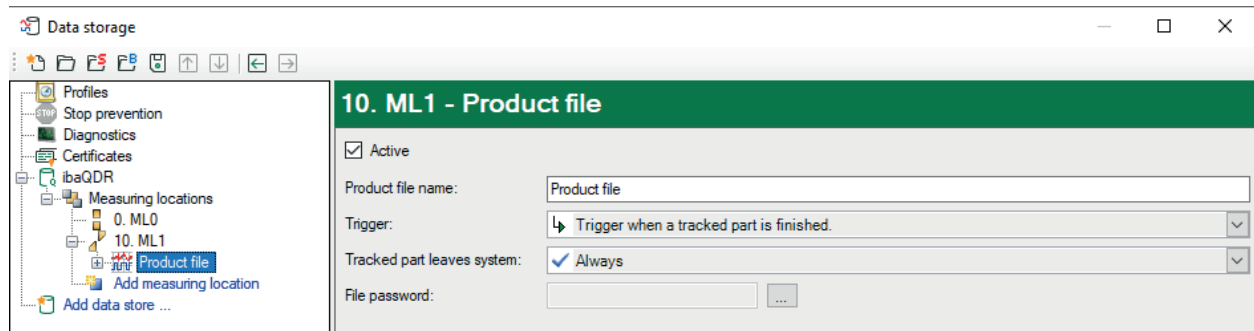 Data storage
Profiles
STOP Stop prevention
Diagnostics
Certificates
ibaQDR
Measuring locations
0. ML0
10. ML1
Product file
Add measuring location
Add data store ...
10. ML1 - Product file
Active
Product file name: Product file
Trigger: Trigger when a tracked part is finished.
Tracked part leaves system: Always
File password: ...